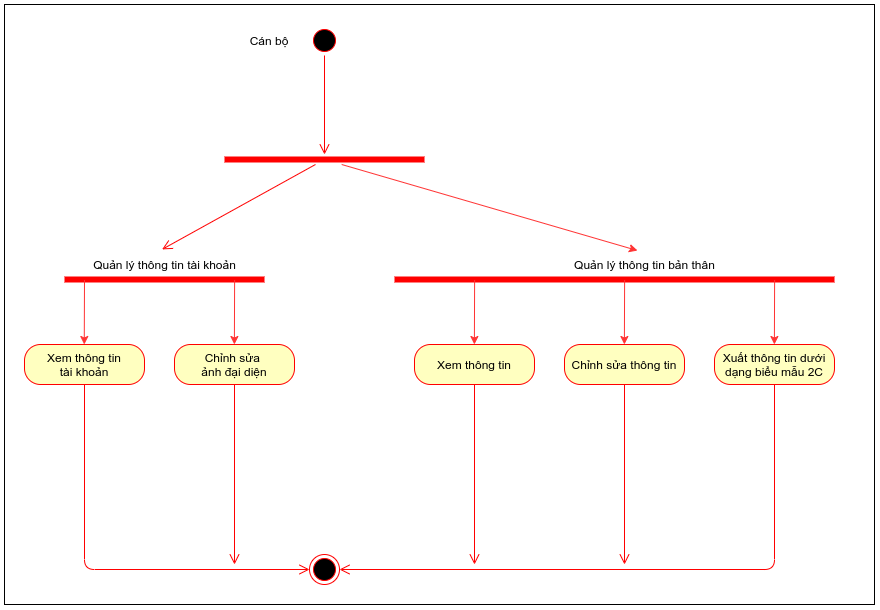 Cán bộ
Quản lý thông tin tài khoản
Quản lý thông tin bản thân
Xem thông tin
tài khoản
Chỉnh sửa
ảnh đại diện
Xem thông tin
Chỉnh sửa thông tin
Xuất thông tin dưới
dạng biểu mẫu 2C